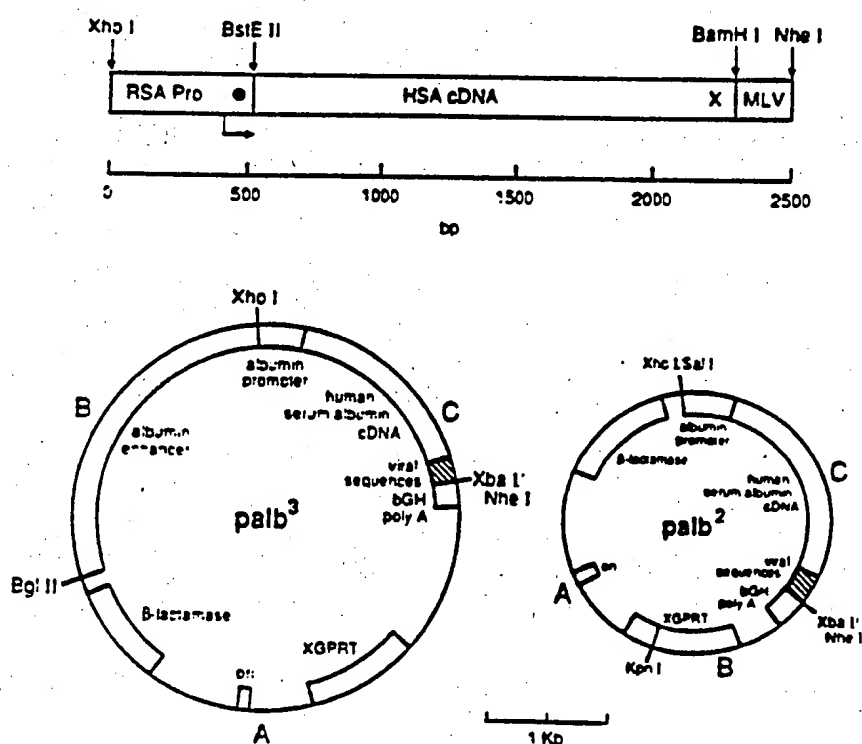 Xho I
BstE II
BamH I
Nhe I
RSA Pro
HSA cDNA
X
MLV
0
500
1000
1500
2000
2500
bp
Xho I
albumin
promoter
human
serum albumin
cDNA
C
B
albumin
enhancer
viral
sequences
Xba I'
Nhe I
bGH
poly A
palb³
Bgl II
β-lactamase
XGPRT
ori
A
Xho I, Sal I
albumin
promoter
β-lactamase
human
serum albumin
cDNA
C
palb²
ori
A
viral
sequences
bGH
poly A
Xba I'
Nhe I
XGPRT
Kpn I
B
1 Kb